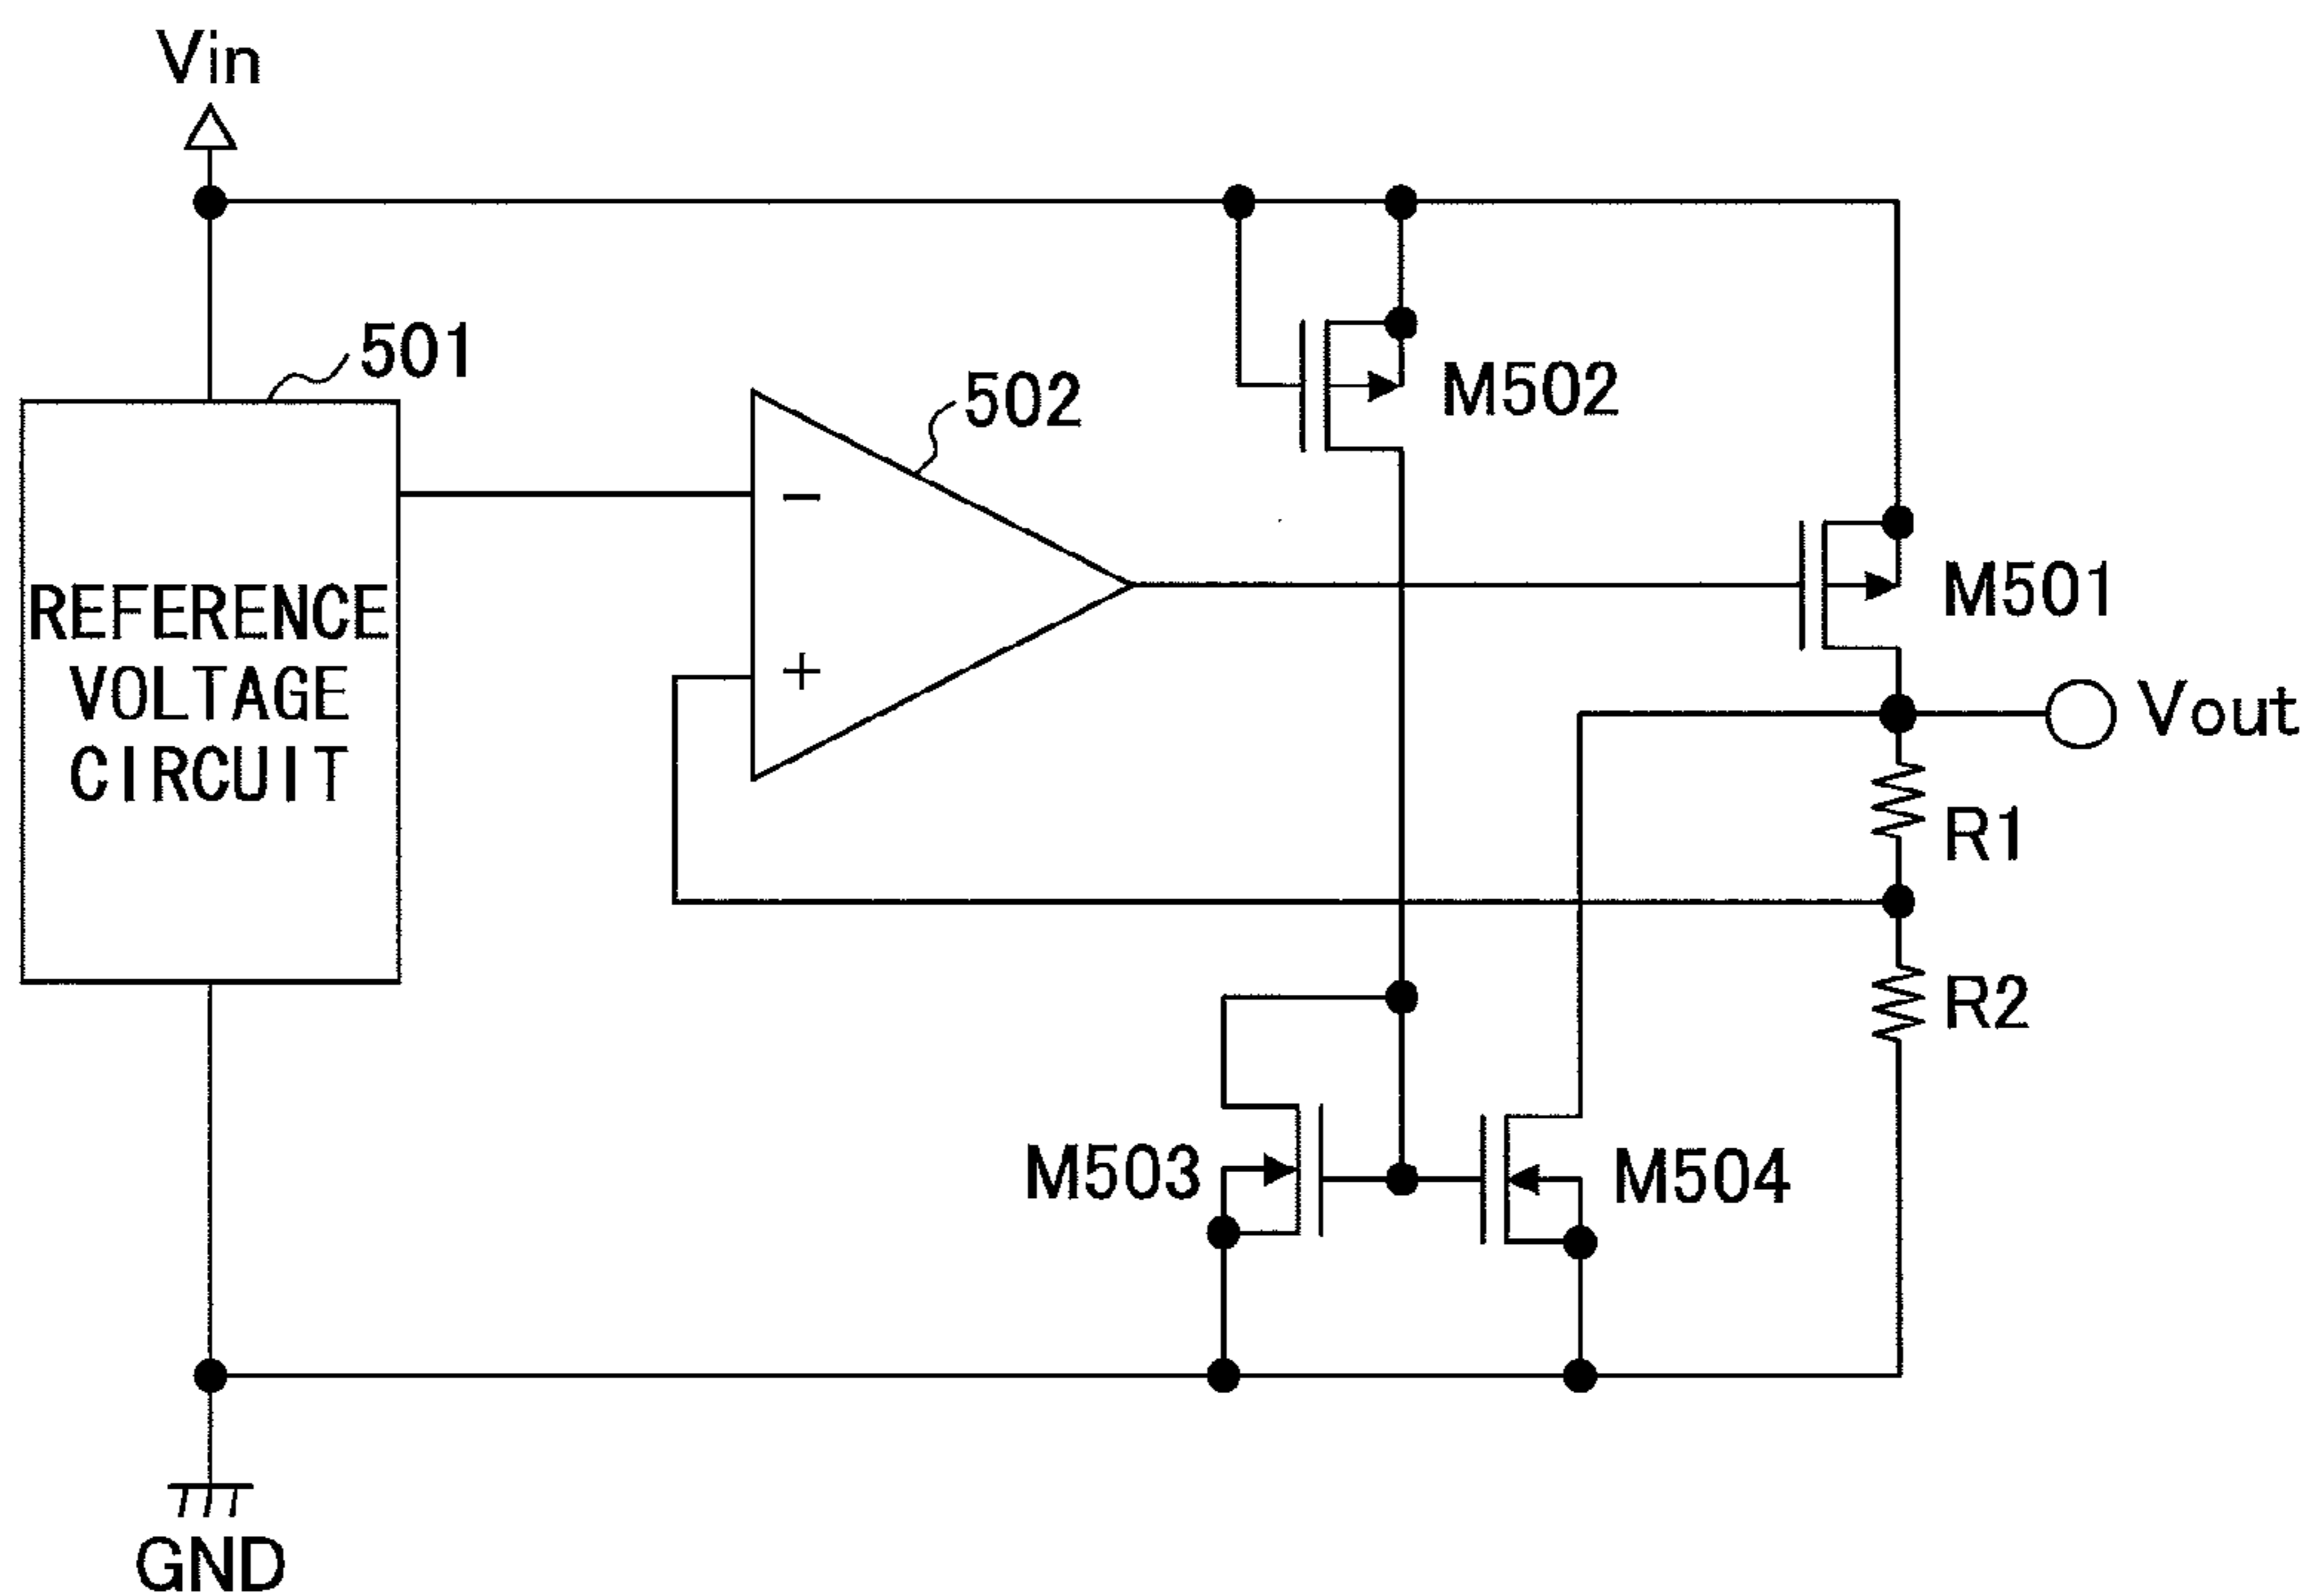 Vin
501
502
M502
-
REFERENCE
VOLTAGE
CIRCUIT
M501
+
Vout
R1
R2
M503
M504
GND